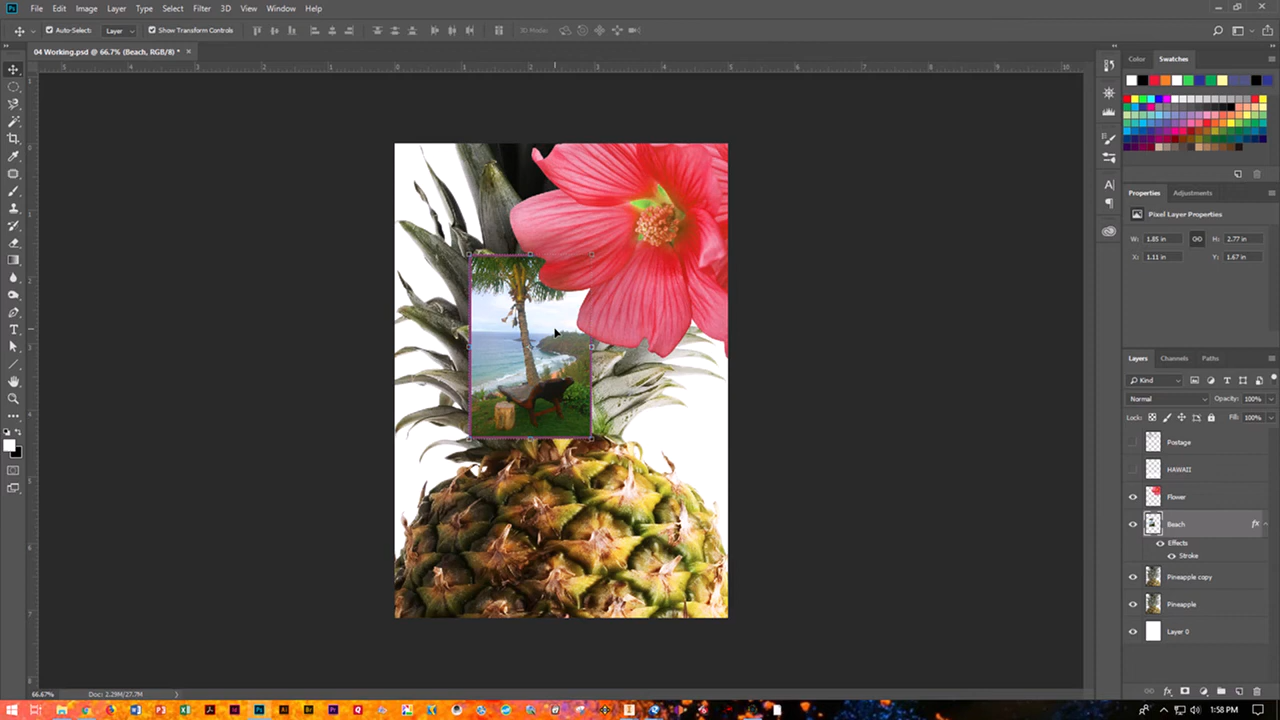 File Edit Image Layer Type Select Filter 3D View Window Help
Auto-Select: Layer Show Transform Controls 3D Mode:
04 Working.psd @ 66.7% (Beach, RGB/8) * ×
Color Swatches
Properties Adjustments
Pixel Layer Properties
W: 1.85 in H: 2.77 in
X: 1.11 in Y: 1.67 in
Layers Channels Paths
Kind
Normal Opacity: 100%
Lock: Fill: 100%
Postage
HAWAII
Flower
Beach fx
Effects
Stroke
Pineapple copy
Pineapple
Layer 0
66.67% Doc: 2.29M/27.7M
1:58 PM